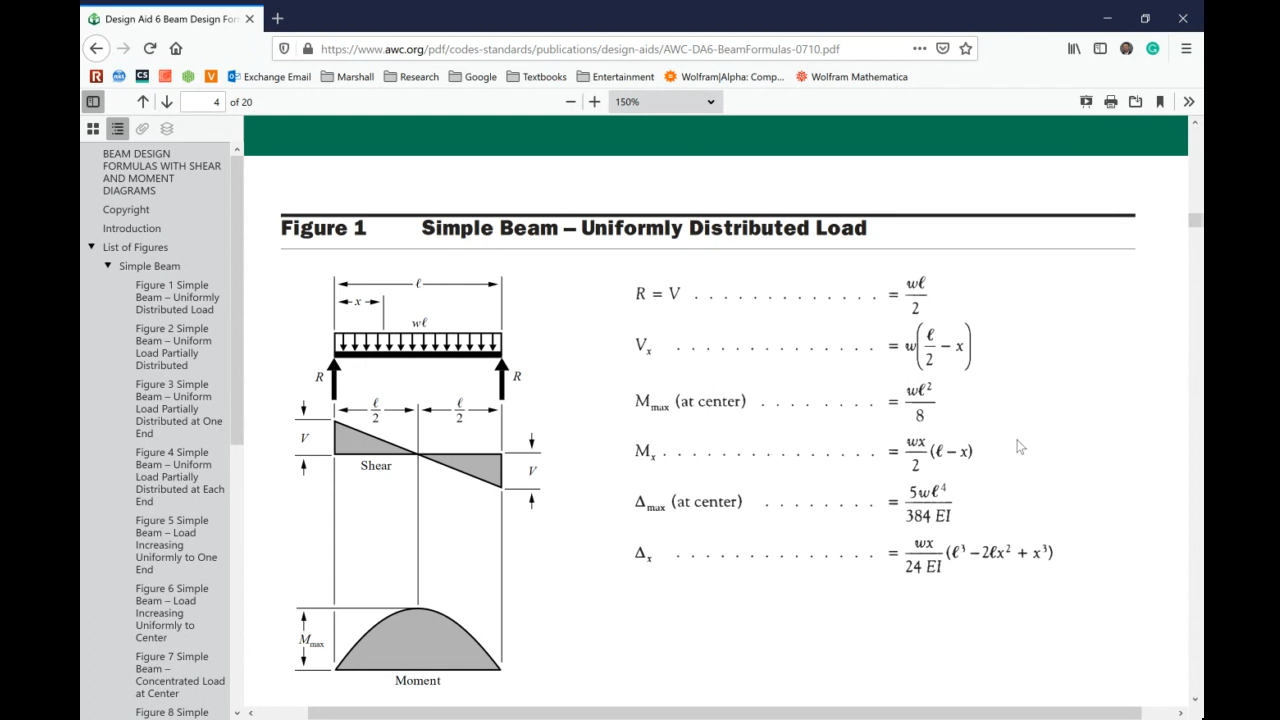 Design Aid 6 Beam Design Forr
https://www.awc.org/pdf/codes-standards/publications/design-aids/AWC-DA6-BeamFormulas-0710.pdf
Exchange Email Marshall Research Google Textbooks Entertainment Wolfram|Alpha: Comp... Wolfram Mathematica
4 of 20
150%
BEAM DESIGN
FORMULAS WITH SHEAR
AND MOMENT
DIAGRAMS
Copyright
Introduction
List of Figures
Simple Beam
Figure 1 Simple
Beam – Uniformly
Distributed Load
Figure 2 Simple
Beam – Uniform
Load Partially
Distributed
Figure 3 Simple
Beam – Uniform
Load Partially
Distributed at One
End
Figure 4 Simple
Beam – Uniform
Load Partially
Distributed at Each
End
Figure 5 Simple
Beam – Load
Increasing
Uniformly to One
End
Figure 6 Simple
Beam – Load
Increasing
Uniformly to
Center
Figure 7 Simple
Beam –
Concentrated Load
at Center
Figure 8 Simple
Figure 1 Simple Beam – Uniformly Distributed Load
ℓ
x
wℓ
R R
ℓ/2 ℓ/2
V
Shear
V
M max
Moment
R = V . . . . . . . . . . . . . = wℓ/2
Vx . . . . . . . . . . . . . . = w(ℓ/2 − x)
Mmax (at center) . . . . . . . . = wℓ²/8
Mx . . . . . . . . . . . . . . . = wx/2 (ℓ − x)
Δmax (at center) . . . . . . . . = 5wℓ⁴/384 EI
Δx . . . . . . . . . . . . . . = wx/24 EI (ℓ³ − 2ℓx² + x³)